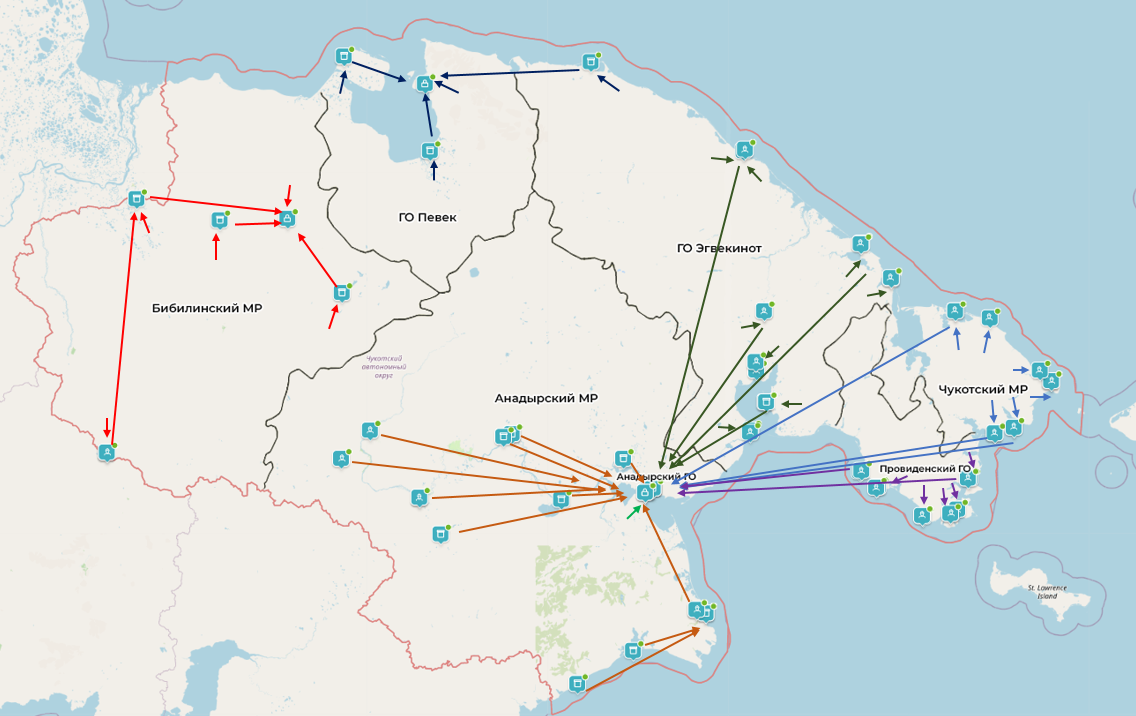 ГО Певек
ГО Эгвекинот
Бибилинский МР
Чукотский
автономный
округ
Анадырский МР
Чукотский МР
Анадырский ГО
Провиденский ГО
St. Lawrence
Island